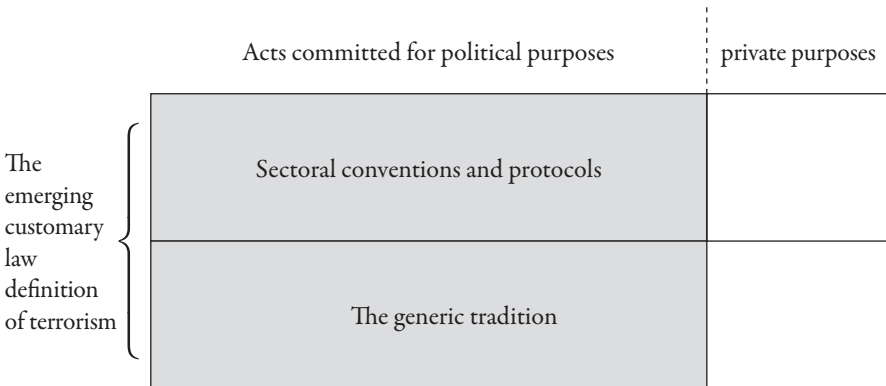 Acts committed for political purposes
private purposes
The
emerging
customary
law
definition
of terrorism
Sectoral conventions and protocols
The generic tradition